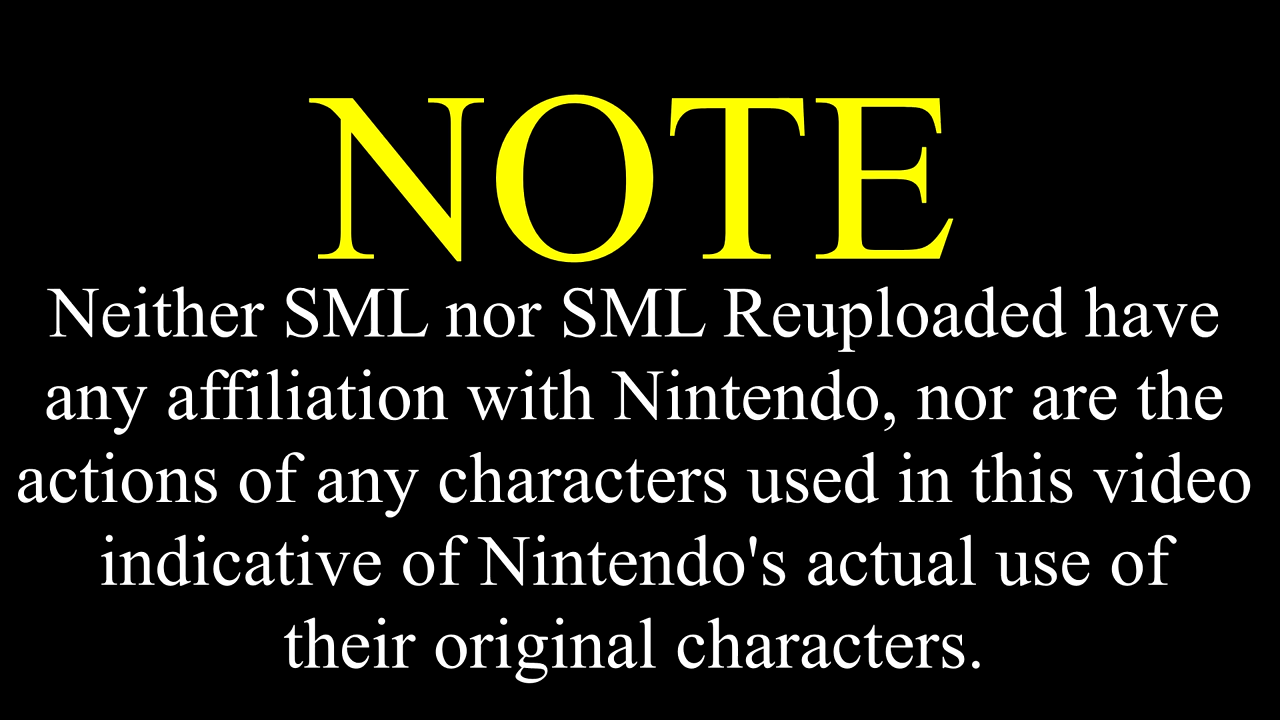 NOTE
Neither SML nor SML Reuploaded have
any affiliation with Nintendo, nor are the
actions of any characters used in this video
indicative of Nintendo's actual use of
their original characters.